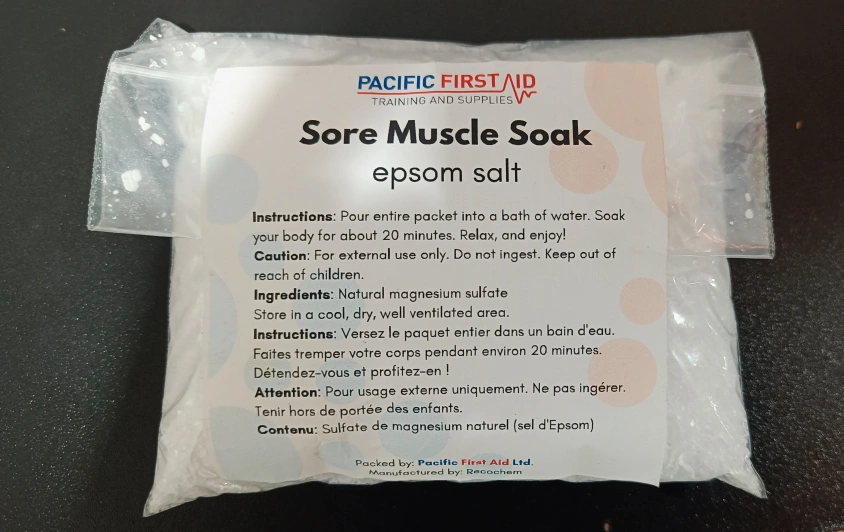 PACIFIC FIRST AID
TRAINING AND SUPPLIES
Sore Muscle Soak
epsom salt
Instructions: Pour entire packet into a bath of water. Soak
your body for about 20 minutes. Relax, and enjoy!
Caution: For external use only. Do not ingest. Keep out of
reach of children.
Ingredients: Natural magnesium sulfate
Store in a cool, dry, well ventilated area.
Instructions: Versez le paquet entier dans un bain d'eau.
Faites tremper votre corps pendant environ 20 minutes.
Détendez-vous et profitez-en !
Attention: Pour usage externe uniquement. Ne pas ingérer.
Tenir hors de portée des enfants.
Contenu: Sulfate de magnesium naturel (sel d'Epsom)
Packed by: Pacific First Aid Ltd.
Manufactured by: Recochem